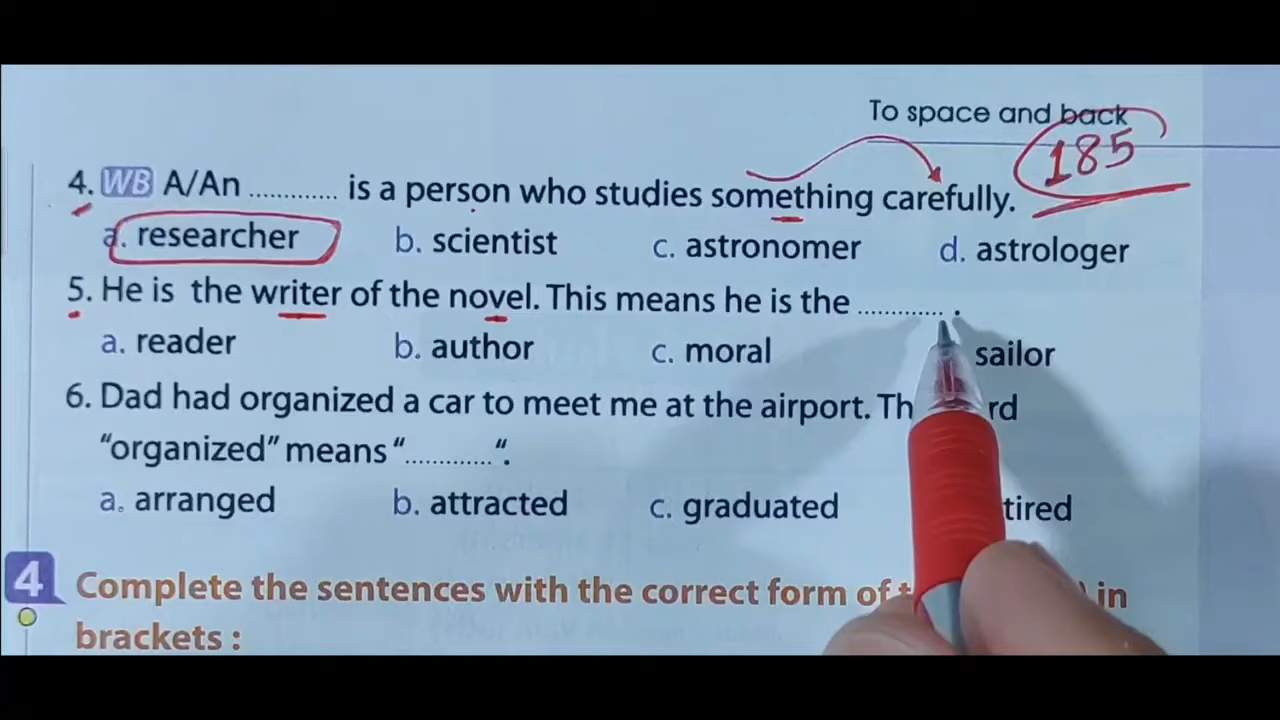 To space and back
185
4. WB A/An ............. is a person who studies something carefully.
a. researcher b. scientist c. astronomer d. astrologer
5. He is the writer of the novel. This means he is the ............. .
a. reader b. author c. moral sailor
6. Dad had organized a car to meet me at the airport.
"organized" means ".............".
a. arranged b. attracted c. graduated
4 Complete the sentences with the correct form of in
brackets :